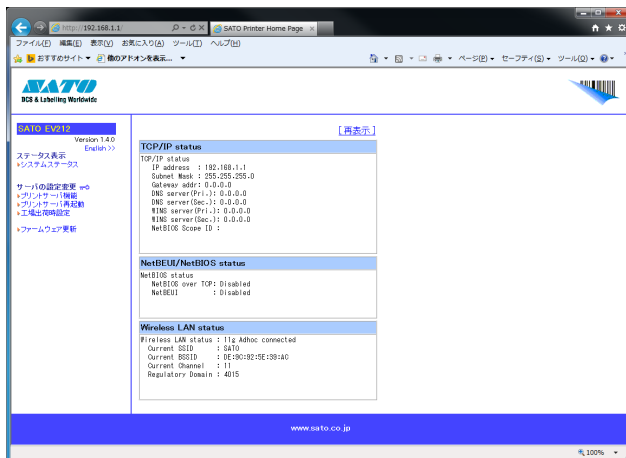 http://192.168.1.1
SATO Printer Home Page
ファイル(F) 編集(E) 表示(V) お気に入り(A) ツール(T) ヘルプ(H)
おすすめサイト 他のアドオンを表示... ページ(P) セーフティ(S) ツール(O)
SATO
DCS & Labelling Worldwide
SATO EV212
Version 1.4.0
English >>
ステータス表示
システムステータス
サーバの設定変更
プリントサーバ機能
プリントサーバ再起動
工場出荷時設定
ファームウェア更新
[再表示]
TCP/IP status
TCP/IP status
IP address : 192.168.1.1
Subnet Mask : 255.255.255.0
Gateway addr: 0.0.0.0
DNS server(Pri.): 0.0.0.0
DNS server(Sec.): 0.0.0.0
WINS server(Pri.): 0.0.0.0
WINS server(Sec.): 0.0.0.0
NetBIOS Scope ID :
NetBEUI/NetBIOS status
NetBIOS status
NetBIOS over TCP: Disabled
NetBEUI : Disabled
Wireless LAN status
Wireless LAN status : 11g Adhoc connected
Current SSID : SATO
Current BSSID : DE:9C:92:5E:39:AC
Current Channel : 11
Regulatory Domain : 4015
www.sato.co.jp
100%